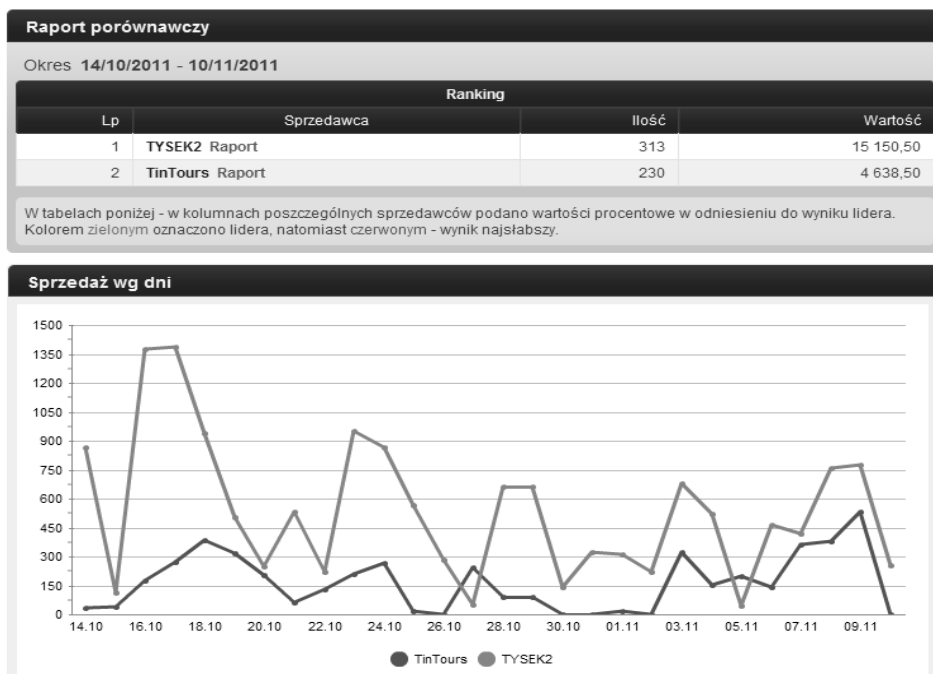 Raport porównawczy
Okres 14/10/2011 - 10/11/2011
Ranking
Lp Sprzedawca Ilość Wartość
1 TYSEK2 Raport 313 15 150,50
2 TinTours Raport 230 4 638,50
W tabelach poniżej - w kolumnach poszczególnych sprzedawców podano wartości procentowe w odniesieniu do wyniku lidera.
Kolorem zielonym oznaczono lidera, natomiast czerwonym - wynik najsłabszy.
Sprzedaż wg dni
1500
1350
1200
1050
900
750
600
450
300
150
0
14.10 16.10 18.10 20.10 22.10 24.10 26.10 28.10 30.10 01.11 03.11 05.11 07.11 09.11
TinTours TYSEK2